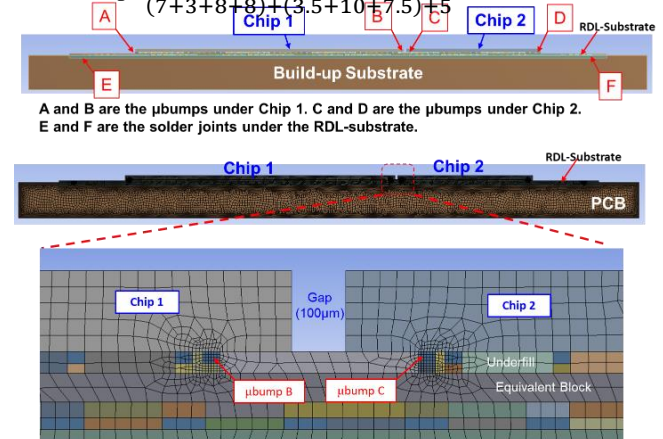 (7+3+8+8)+(3.5+10+7.5)+5
A
Chip 1
B
C
Chip 2
D
RDL-Substrate
Build-up Substrate
E
F
A and B are the µbumps under Chip 1. C and D are the µbumps under Chip 2.
E and F are the solder joints under the RDL-substrate.
Chip 1
Chip 2
RDL-Substrate
PCB
Chip 1
Gap
(100µm)
Chip 2
Underfill
µbump B
µbump C
Equivalent Block